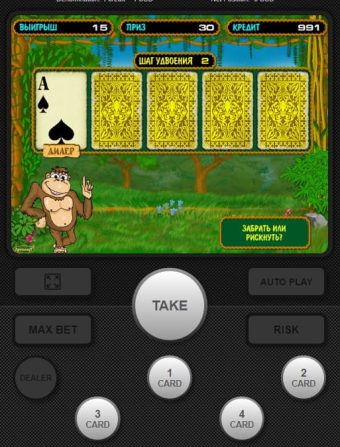 ВЫИГРЫШ 15 ПРИЗ 30 КРЕДИТ 991
ШАГ УДВОЕНИЯ 2
A
ДИЛЕР
ЗАБРАТЬ ИЛИ
РИСКНУТЬ?
TAKE
AUTO PLAY
MAX BET
RISK
DEALER
1
CARD
2
CARD
3
CARD
4
CARD